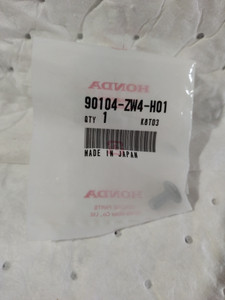 HONDA
90104-ZW4-H01
QTY 1 K8T03
MADE IN JAPAN
HONDA